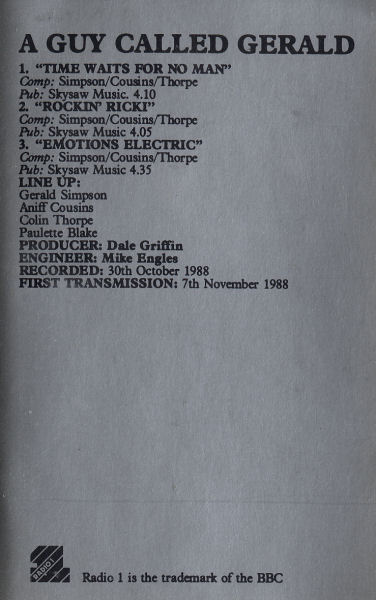 A GUY CALLED GERALD
1. "TIME WAITS FOR NO MAN"
Comp: Simpson/Cousins/Thorpe
Pub: Skysaw Music. 4.10
2. "ROCKIN' RICKI"
Comp: Simpson/Cousins/Thorpe
Pub: Skysaw Music 4.05
3. "EMOTIONS ELECTRIC"
Comp: Simpson/Cousins/Thorpe
Pub: Skysaw Music 4.35
LINE UP:
Gerald Simpson
Aniff Cousins
Colin Thorpe
Paulette Blake
PRODUCER: Dale Griffin
ENGINEER: Mike Engles
RECORDED: 30th October 1988
FIRST TRANSMISSION: 7th November 1988
RADIO 1
Radio 1 is the trademark of the BBC